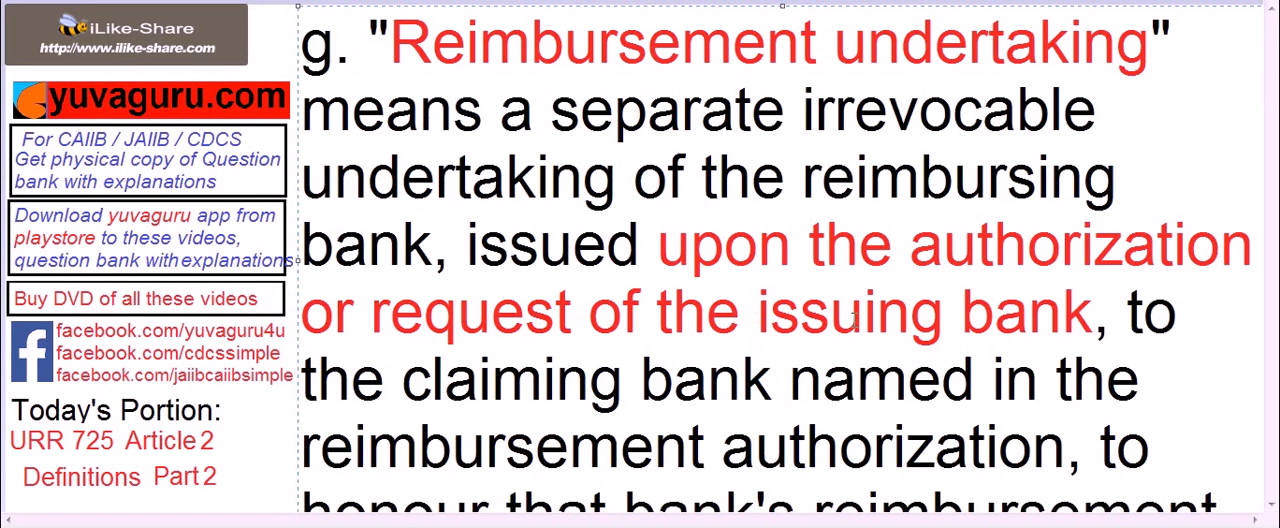 iLike-Share
http://www.ilike-share.com
yuvaguru.com
For CAIIB / JAIIB / CDCS
Get physical copy of Question
bank with explanations
Download yuvaguru app from
playstore to these videos,
question bank with explanations
Buy DVD of all these videos
facebook.com/yuvaguru4u
facebook.com/cdcssimple
facebook.com/jaiibcaiibsimple
Today's Portion:
URR 725 Article 2
Definitions Part 2
g. "Reimbursement undertaking"
means a separate irrevocable
undertaking of the reimbursing
bank, issued upon the authorization
or request of the issuing bank, to
the claiming bank named in the
reimbursement authorization, to
honour that bank's reimbursement